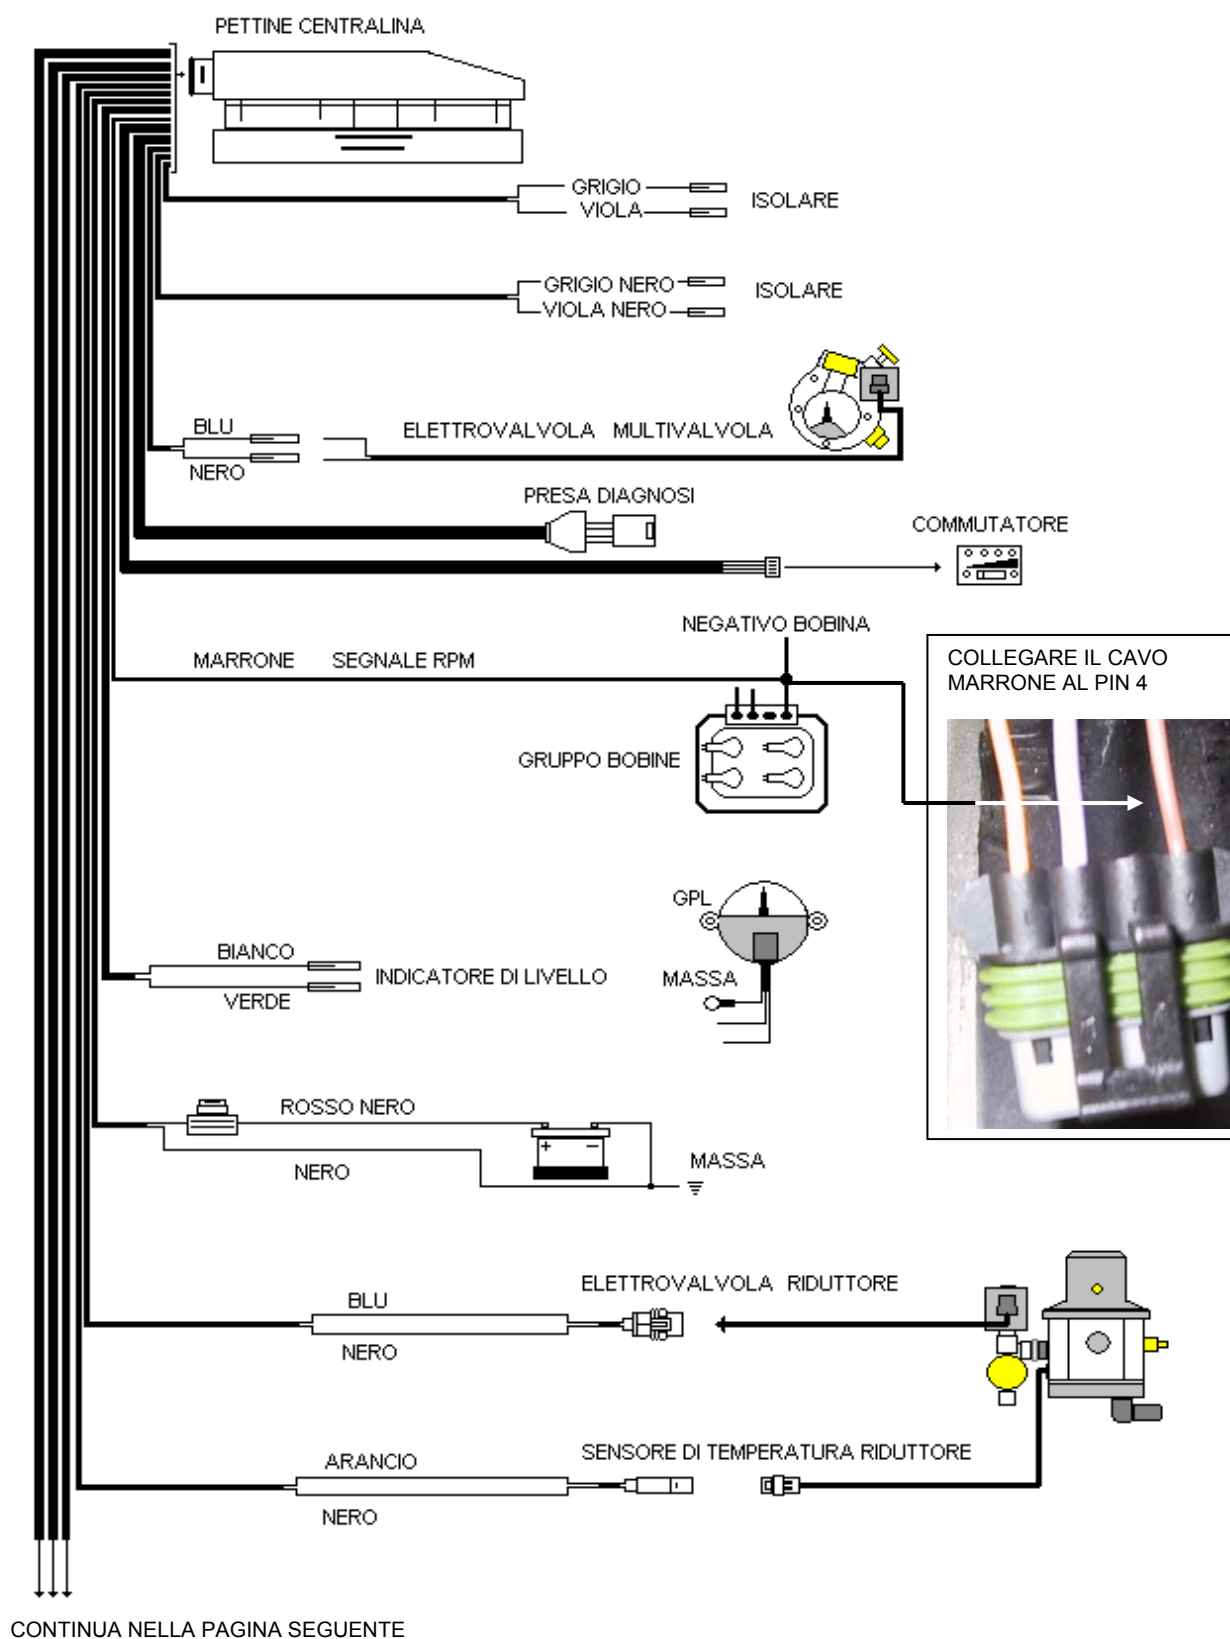 PETTINE CENTRALINA
GRIGIO
VIOLA
ISOLARE
GRIGIO NERO
VIOLA NERO
ISOLARE
BLU
NERO
ELETTROVALVOLA MULTIVALVOLA
PRESA DIAGNOSI
COMMUTATORE
NEGATIVO BOBINA
MARRONE SEGNALE RPM
COLLEGARE IL CAVO
MARRONE AL PIN 4
GRUPPO BOBINE
GPL
BIANCO
VERDE
INDICATORE DI LIVELLO
MASSA
ROSSO NERO
NERO
+ −
MASSA
ELETTROVALVOLA RIDUTTORE
BLU
NERO
SENSORE DI TEMPERATURA RIDUTTORE
ARANCIO
NERO
CONTINUA NELLA PAGINA SEGUENTE